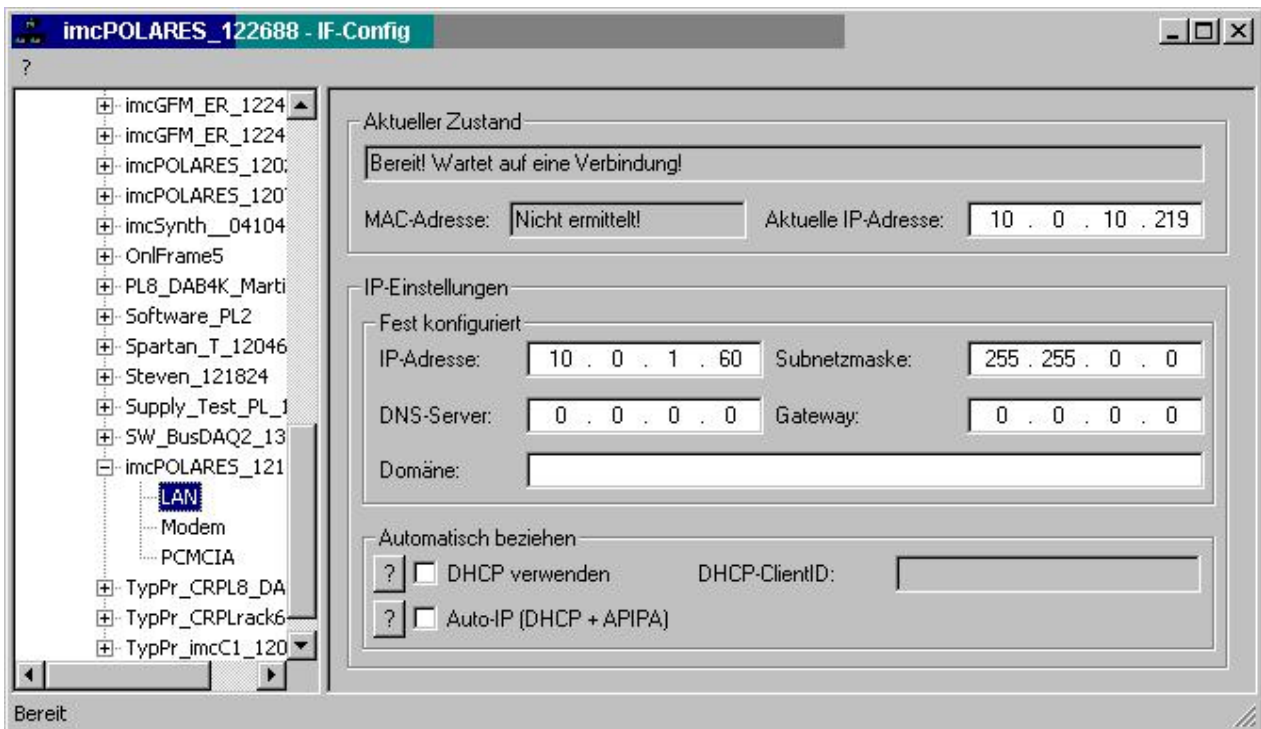 imcPOLARES_122688 - IF-Config
?
imcGFM_ER_1224
imcGFM_ER_1224
imcPOLARES_120
imcPOLARES_120
imcSynth__04104
OnlFrame5
PL8_DAB4K_Marti
Software_PL2
Spartan_T_12046
Steven_121824
Supply_Test_PL_1
SW_BusDAQ2_13
imcPOLARES_121
LAN
Modem
PCMCIA
TypPr_CRPL8_DA
TypPr_CRPLrack6
TypPr_imcC1_120
Aktueller Zustand
Bereit! Wartet auf eine Verbindung!
MAC-Adresse: Nicht ermittelt! Aktuelle IP-Adresse: 10 . 0 . 10 . 219
IP-Einstellungen
Fest konfiguriert
IP-Adresse: 10 . 0 . 1 . 60 Subnetzmaske: 255 . 255 . 0 . 0
DNS-Server: 0 . 0 . 0 . 0 Gateway: 0 . 0 . 0 . 0
Domäne:
Automatisch beziehen
? DHCP verwenden DHCP-ClientID:
? Auto-IP (DHCP + APIPA)
Bereit